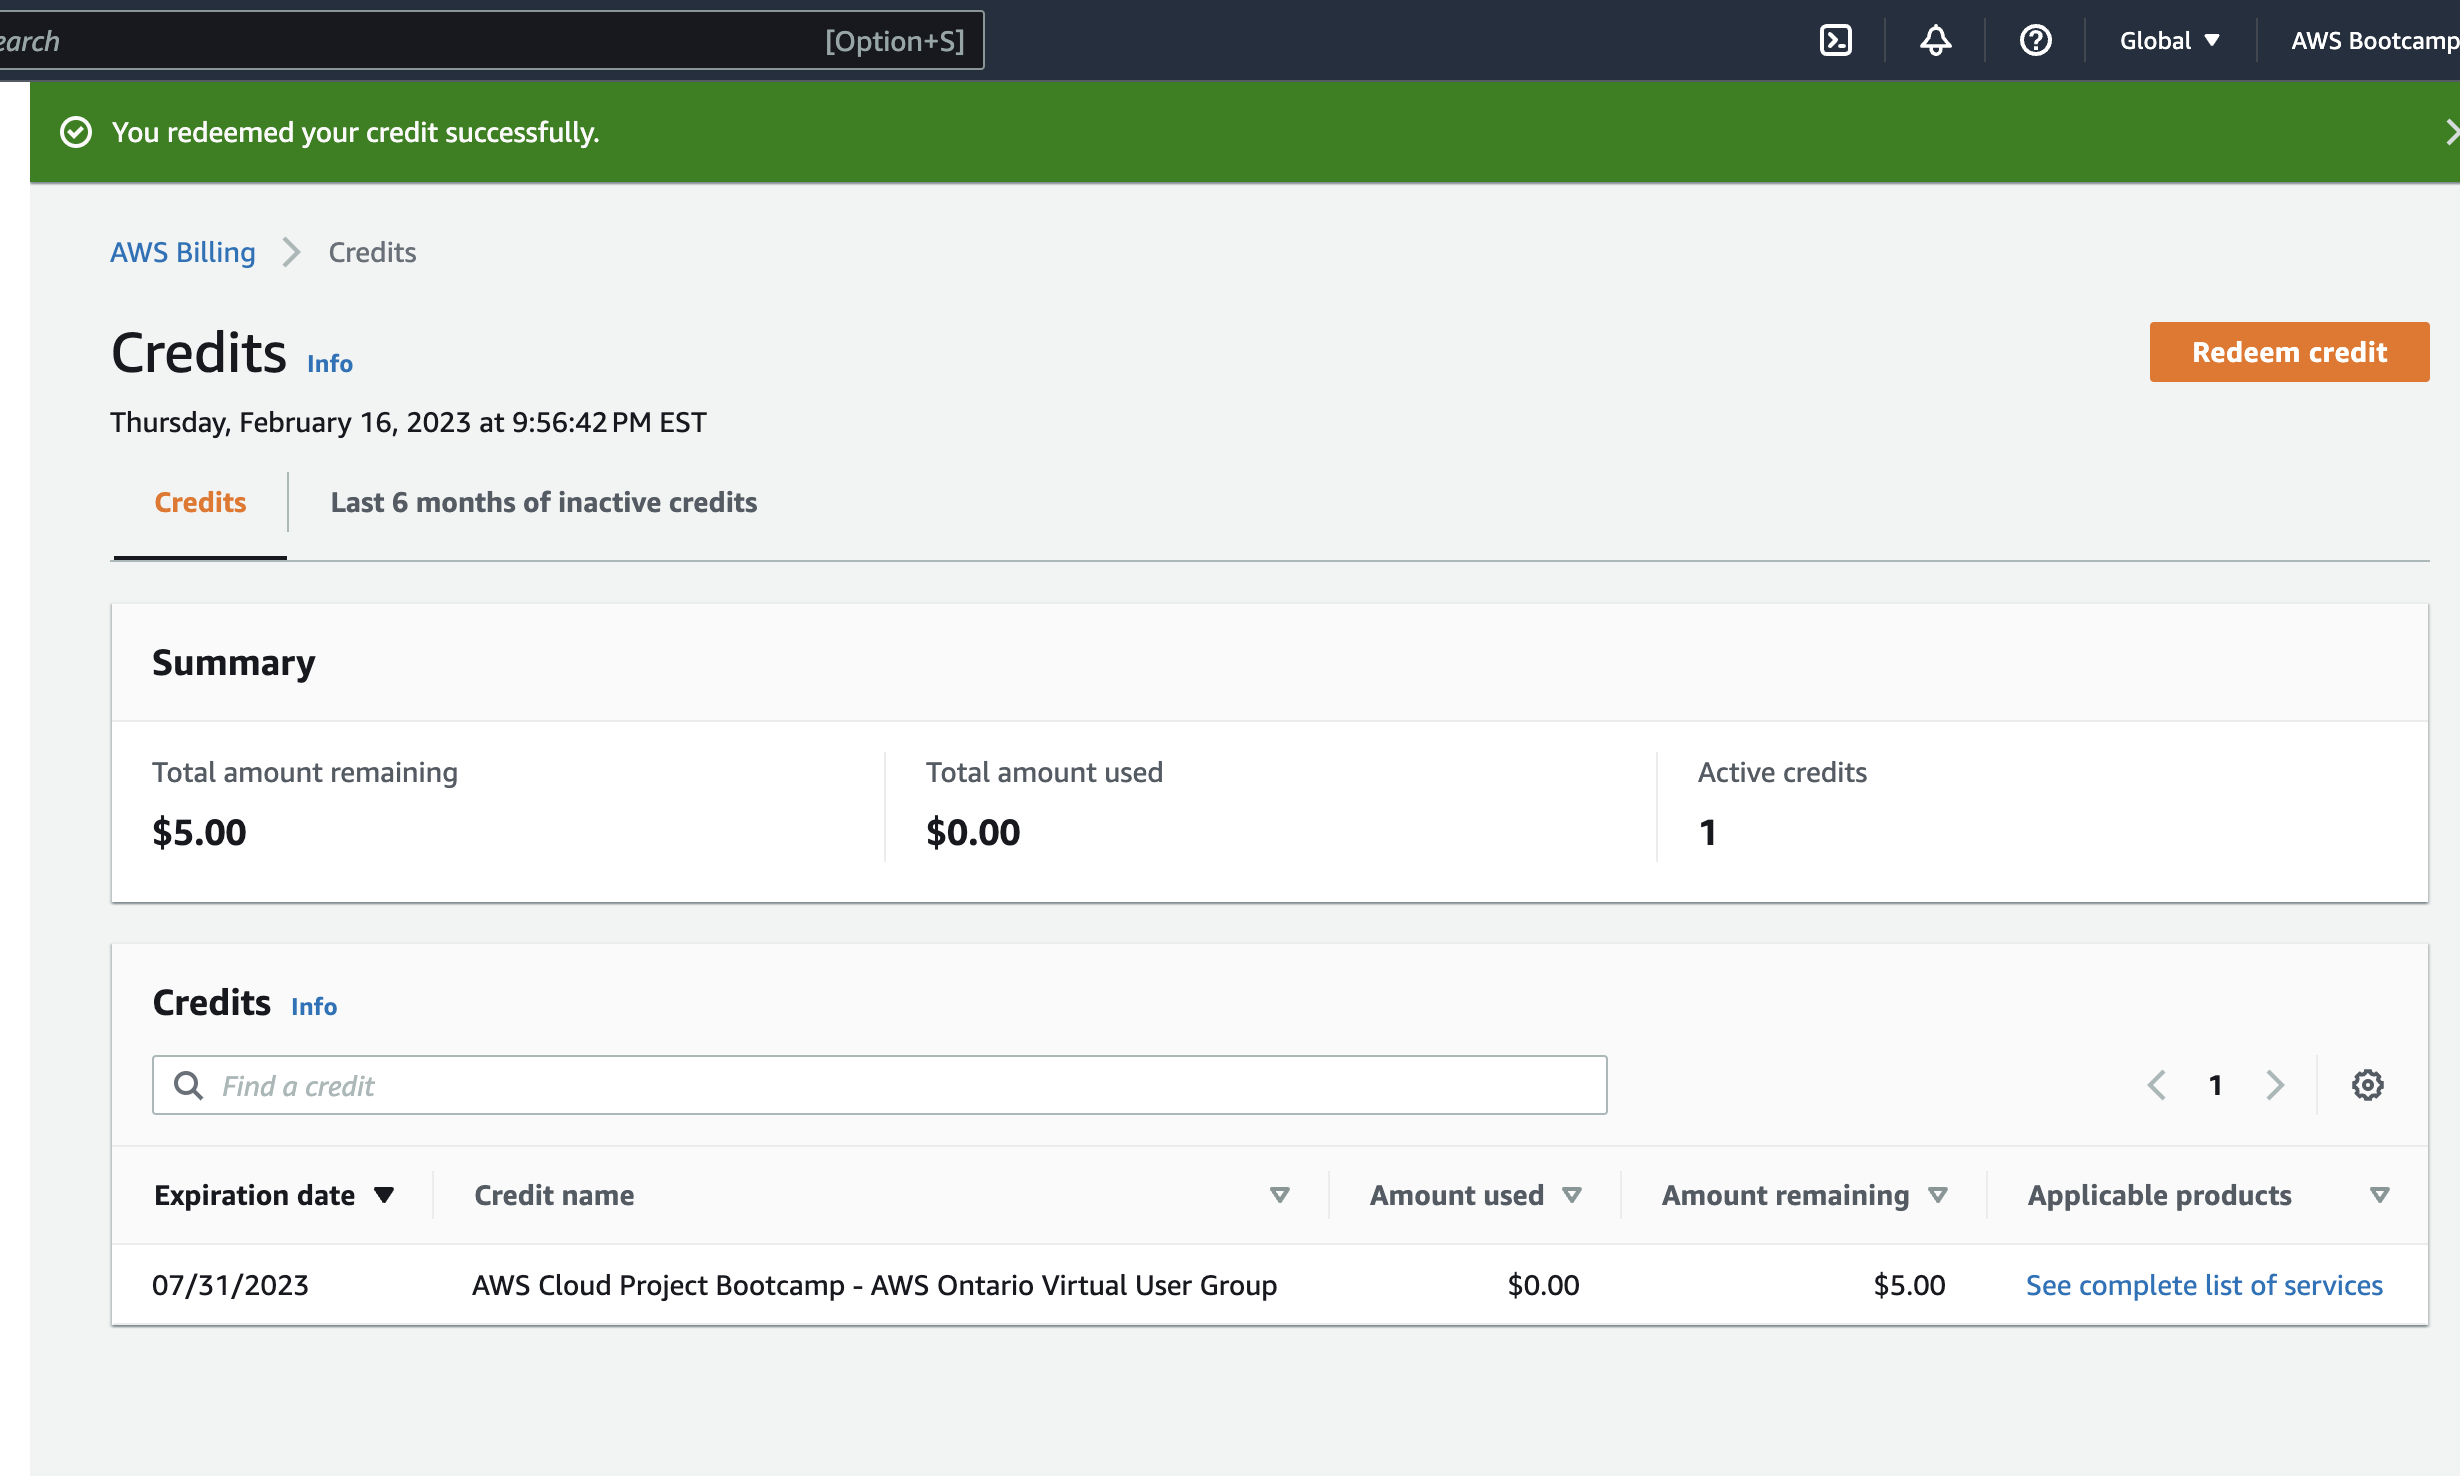 earch [Option+S] Global AWS Bootcamp
You redeemed your credit successfully.
AWS Billing Credits
Credits Info
Redeem credit
Thursday, February 16, 2023 at 9:56:42 PM EST
Credits Last 6 months of inactive credits
Summary
Total amount remaining Total amount used Active credits
$5.00 $0.00 1
Credits Info
Find a credit 1
Expiration date Credit name Amount used Amount remaining Applicable products
07/31/2023 AWS Cloud Project Bootcamp - AWS Ontario Virtual User Group $0.00 $5.00 See complete list of services